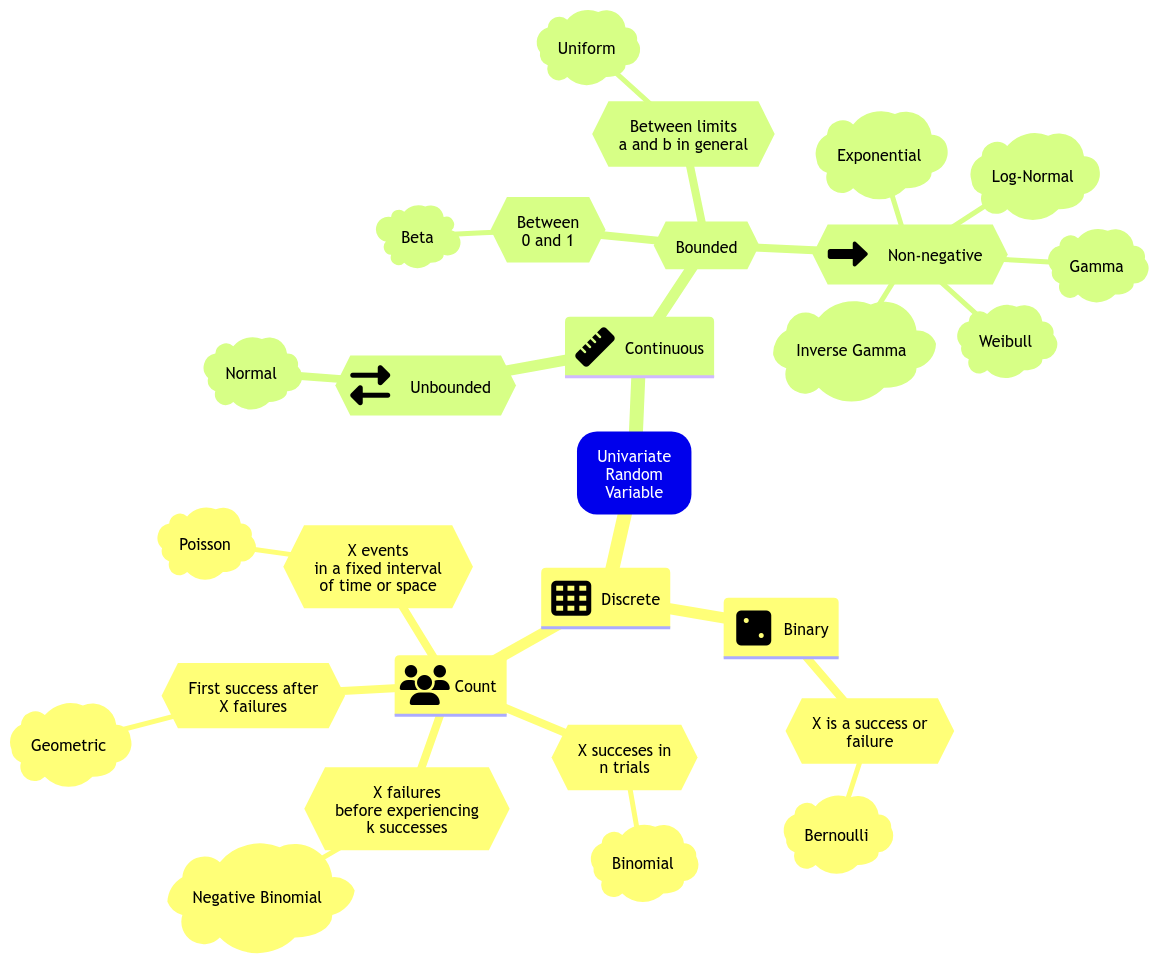 Uniform
Between limits
a and b in general
Exponential
Log-Normal
Between
0 and 1
Beta
Bounded
Non-negative
Gamma
Inverse Gamma
Weibull
Continuous
Normal
Unbounded
Univariate
Random
Variable
Poisson
X events
in a fixed interval
of time or space
Discrete
Binary
Count
First success after
X failures
Geometric
X is a success or
failure
X succeses in
n trials
X failures
before experiencing
k successes
Bernoulli
Binomial
Negative Binomial